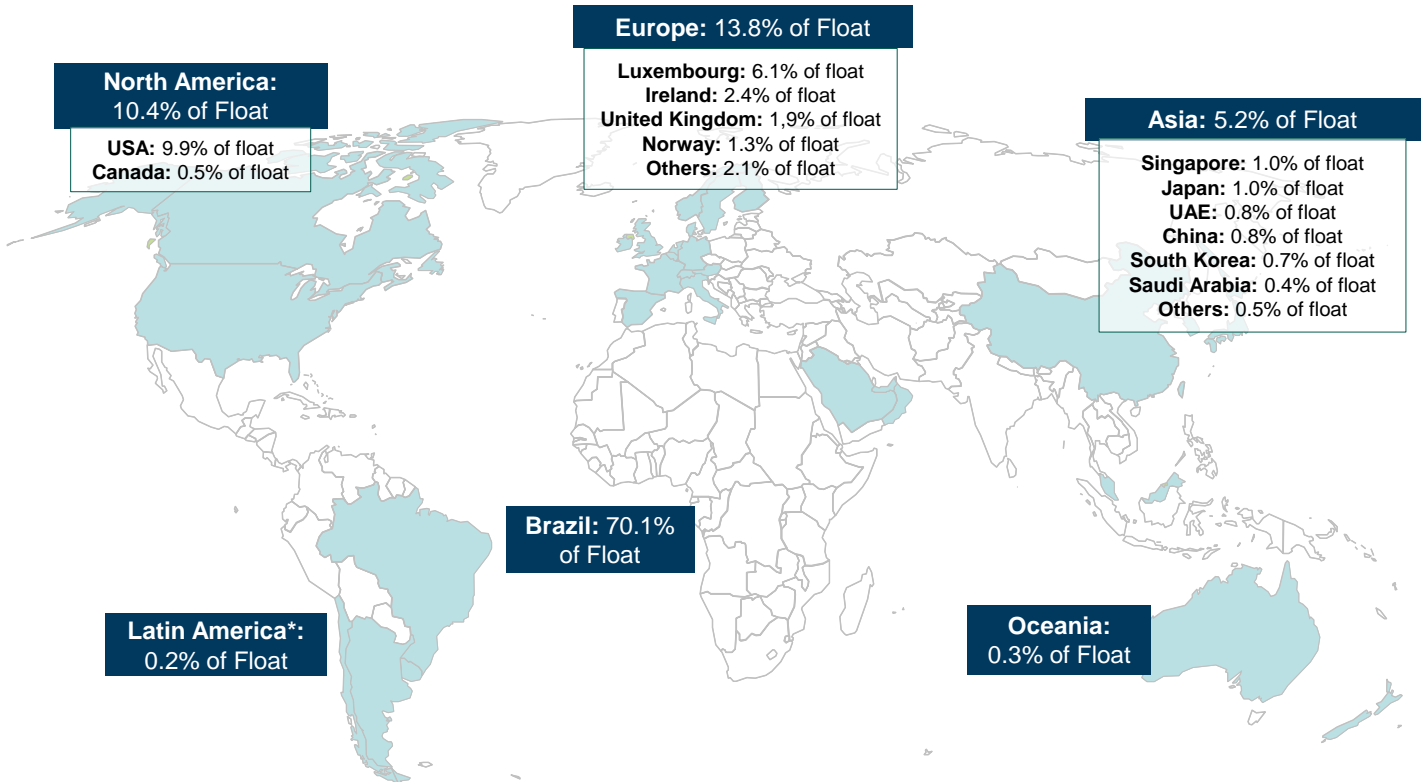 North America:
10.4% of Float
USA: 9.9% of float
Canada: 0.5% of float
Europe: 13.8% of Float
Luxembourg: 6.1% of float
Ireland: 2.4% of float
United Kingdom: 1,9% of float
Norway: 1.3% of float
Others: 2.1% of float
Asia: 5.2% of Float
Singapore: 1.0% of float
Japan: 1.0% of float
UAE: 0.8% of float
China: 0.8% of float
South Korea: 0.7% of float
Saudi Arabia: 0.4% of float
Others: 0.5% of float
Brazil: 70.1%
of Float
Latin America*:
0.2% of Float
Oceania:
0.3% of Float